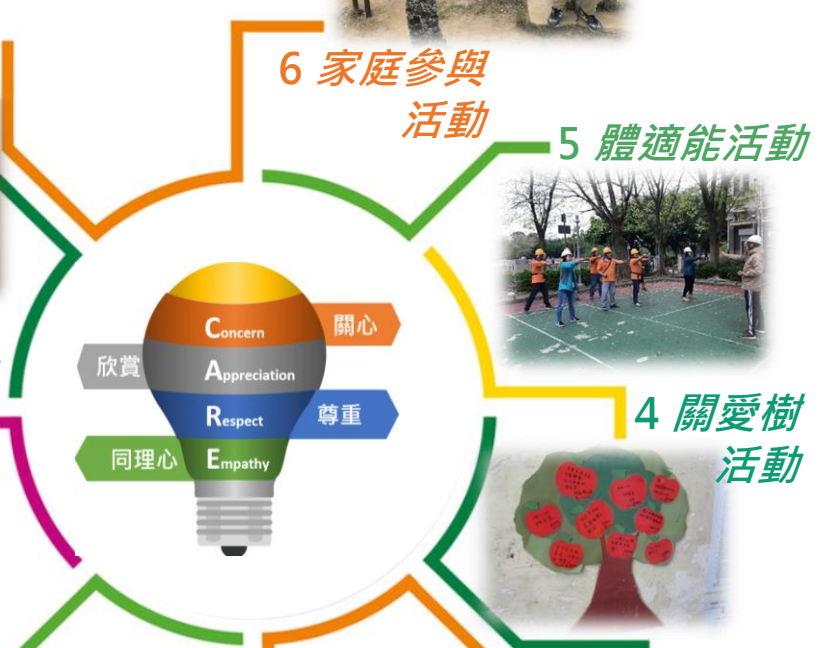 6 家庭參與
活動
5 體適能活動
Concern
關心
欣賞
Appreciation
Respect
尊重
同理心
Empathy
4 關愛樹
活動